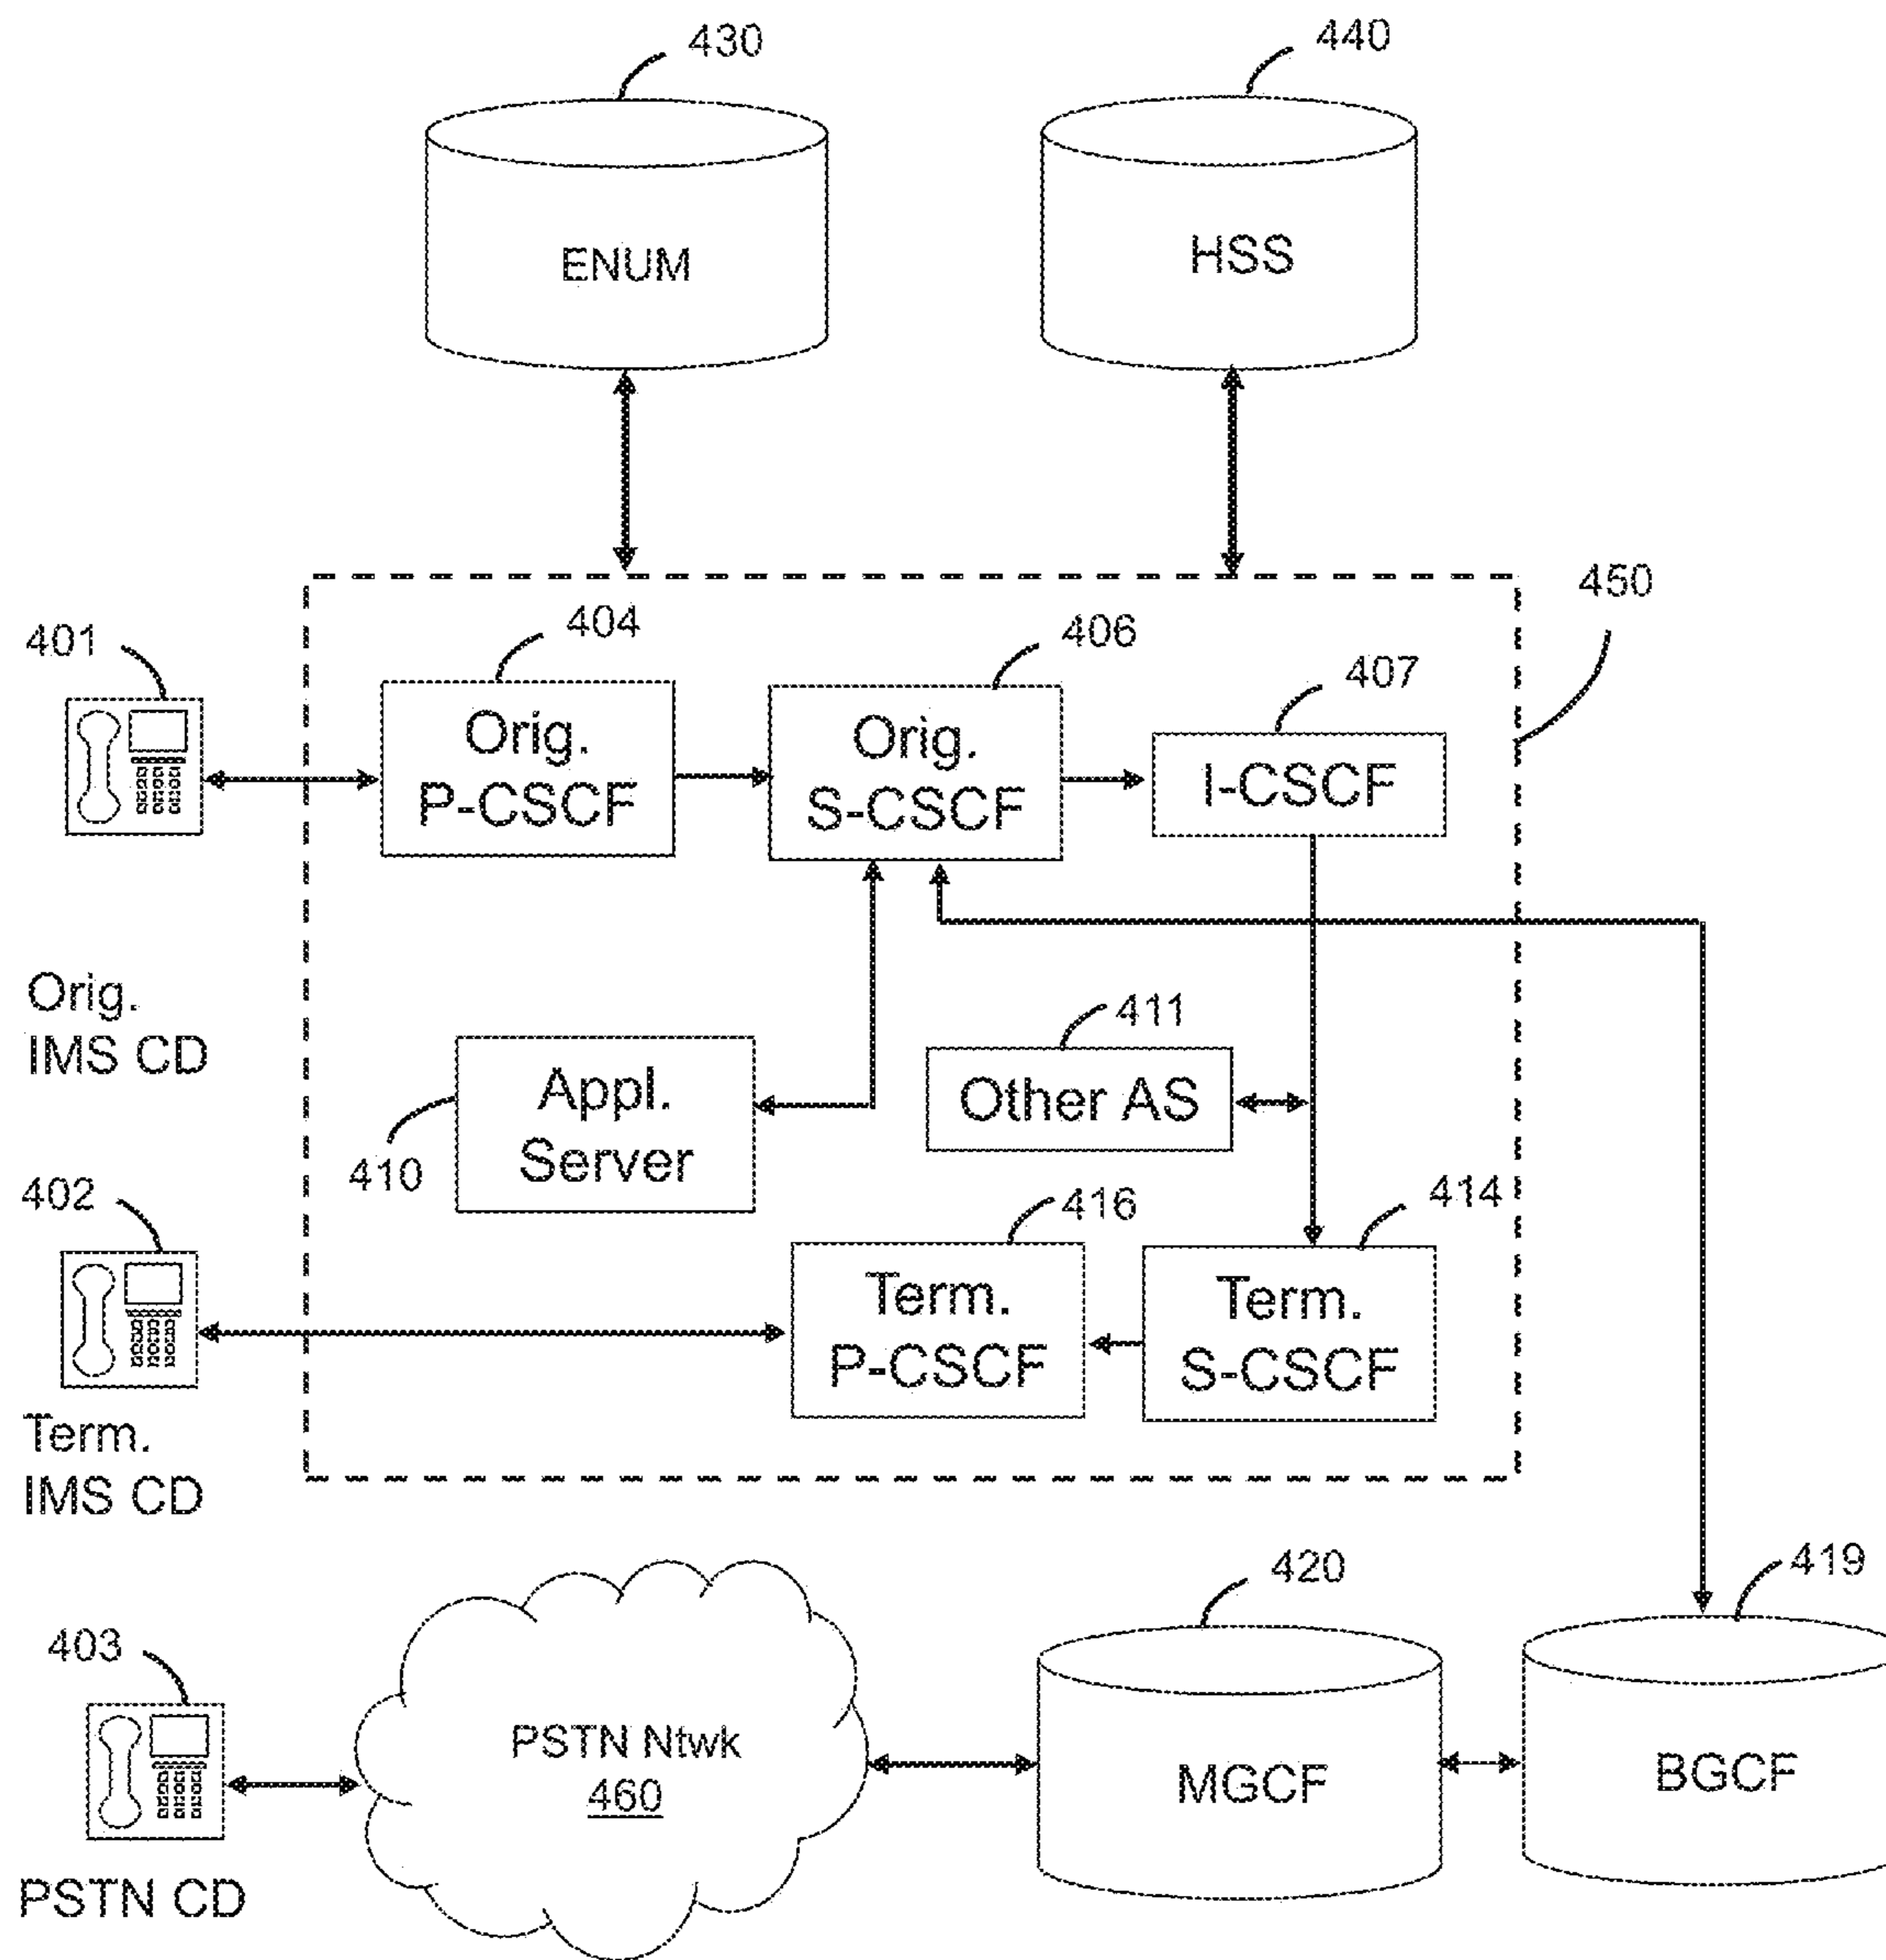 430
440
ENUM
HSS
450
404
406
407
401
Orig.
P-CSCF
Orig.
S-CSCF
I-CSCF
Orig.
IMS CD
411
Other AS
Appl.
Server
410
402
416
414
Term.
P-CSCF
Term.
S-CSCF
Term.
IMS CD
420
419
403
PSTN Ntwk
460
MGCF
BGCF
PSTN CD